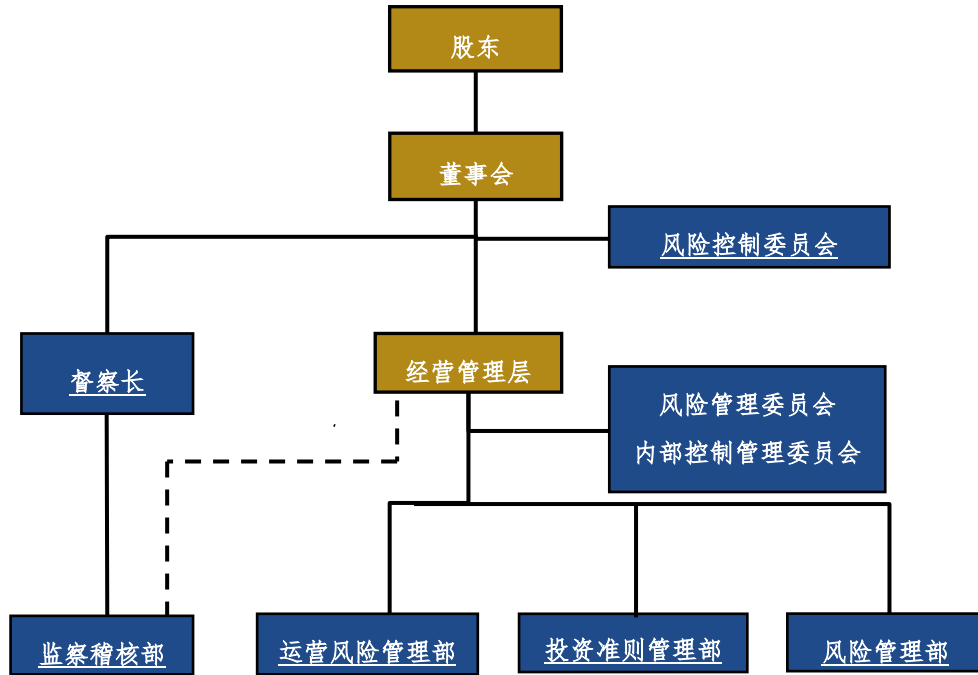 股东
董事会
风险控制委员会
督察长
经营管理层
风险管理委员会
内部控制管理委员会
监察稽核部
运营风险管理部
投资准则管理部
风险管理部